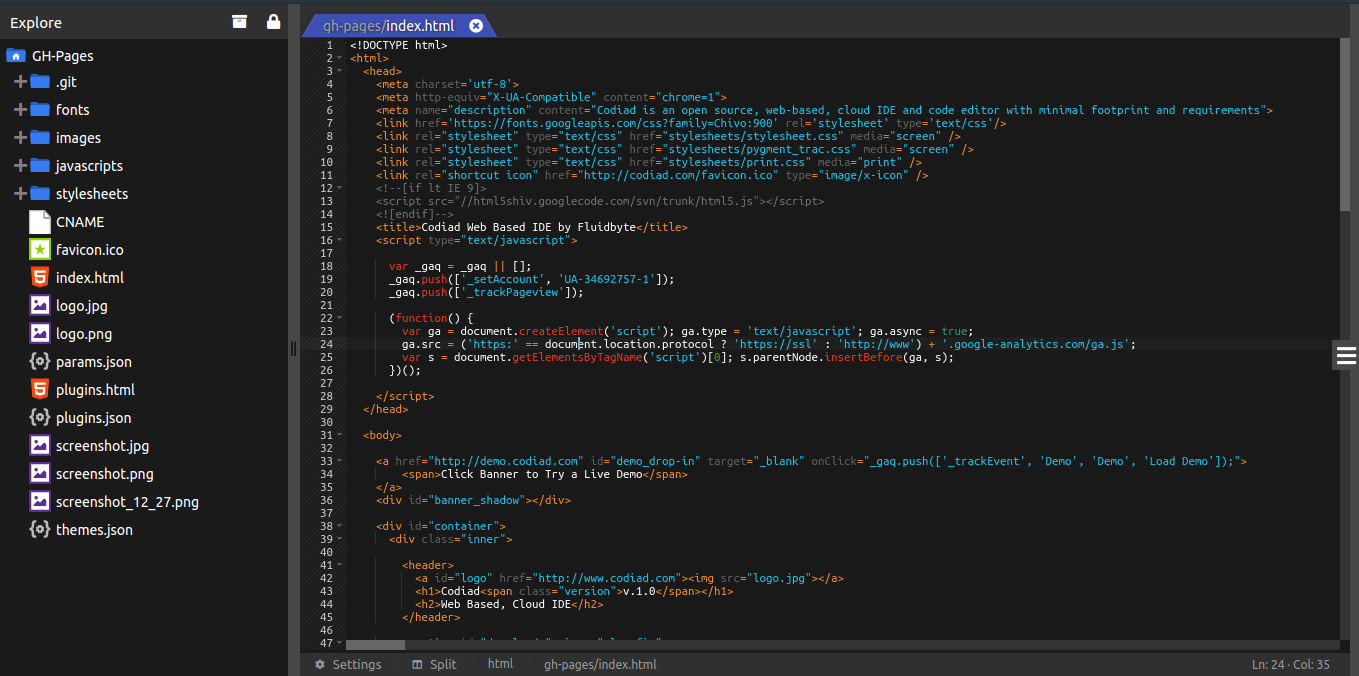 Explore
GH-Pages
.git
fonts
images
javascripts
stylesheets
CNAME
favicon.ico
index.html
logo.jpg
logo.png
params.json
plugins.html
plugins.json
screenshot.jpg
screenshot.png
screenshot_12_27.png
themes.json
gh-pages/index.html
1 <!DOCTYPE html>
2 <html>
3 <head>
4 <meta charset='utf-8'>
5 <meta http-equiv="X-UA-Compatible" content="chrome=1">
6 <meta name="description" content="Codiad is an open source, web-based, cloud IDE and code editor with minimal footprint and requirements">
7 <link href='https://fonts.googleapis.com/css?family=Chivo:900' rel='stylesheet' type='text/css'/>
8 <link rel="stylesheet" type="text/css" href="stylesheets/stylesheet.css" media="screen" />
9 <link rel="stylesheet" type="text/css" href="stylesheets/pygment_trac.css" media="screen" />
10 <link rel="stylesheet" type="text/css" href="stylesheets/print.css" media="print" />
11 <link rel="shortcut icon" href="http://codiad.com/favicon.ico" type="image/x-icon" />
12 <!--[if lt IE 9]>
13 <script src="//html5shiv.googlecode.com/svn/trunk/html5.js"></script>
14 <![endif]-->
15 <title>Codiad Web Based IDE by Fluidbyte</title>
16 <script type="text/javascript">
17
18 var _gaq = _gaq || [];
19 _gaq.push(['_setAccount', 'UA-34692757-1']);
20 _gaq.push(['_trackPageview']);
21
22 (function() {
23 var ga = document.createElement('script'); ga.type = 'text/javascript'; ga.async = true;
24 ga.src = ('https:' == document.location.protocol ? 'https://ssl' : 'http://www') + '.google-analytics.com/ga.js';
25 var s = document.getElementsByTagName('script')[0]; s.parentNode.insertBefore(ga, s);
26 })();
27
28 </script>
29 </head>
30
31 <body>
32
33 <a href="http://demo.codiad.com" id="demo_drop-in" target="_blank" onClick="_gaq.push(['_trackEvent', 'Demo', 'Demo', 'Load Demo']);">
34 <span>Click Banner to Try a Live Demo</span>
35 </a>
36 <div id="banner_shadow"></div>
37
38 <div id="container">
39 <div class="inner">
40
41 <header>
42 <a id="logo" href="http://www.codiad.com"><img src="logo.jpg"></a>
43 <h1>Codiad<span class="version">v.1.0</span></h1>
44 <h2>Web Based, Cloud IDE</h2>
45 </header>
46
47
Settings Split html gh-pages/index.html Ln: 24 · Col: 35